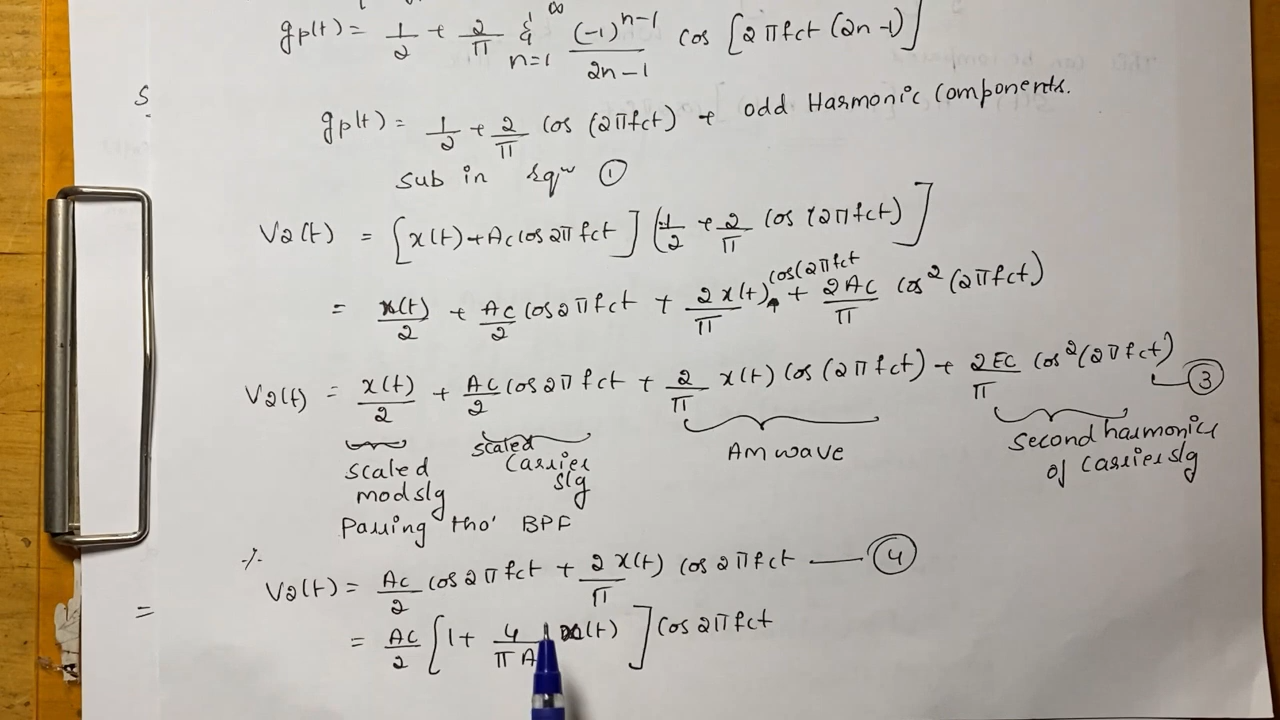 gp(t) = 1/2 + 2/π Σ n=1 ∞ (-1)^n-1 / 2n-1 cos [2πfct (2n-1)]
S
gp(t) = 1/2 + 2/π cos (2πfct) + odd Harmonic components.
sub in eqn ①
V2(t) = [x(t) + Ac cos 2πfct] (1/2 + 2/π cos (2πfct)]
= x(t)/2 + Ac/2 cos 2πfct + 2x(t)/π cos(2πfct + 2Ac/π cos² (2πfct)
V2(t) = x(t)/2 + Ac/2 cos 2πfct + 2/π x(t) cos (2πfct) + 2Ec/π cos² (2πfct) — ③
scaled mod slg
scaled carrier slg
Am wave
Second harmonic of carrier slg
Passing tho' BPF
V2(t) = Ac/2 cos 2πfct + 2x(t)/π cos 2πfct — ④
=
= Ac/2 [1 + 4/πA x(t)] cos 2πfct